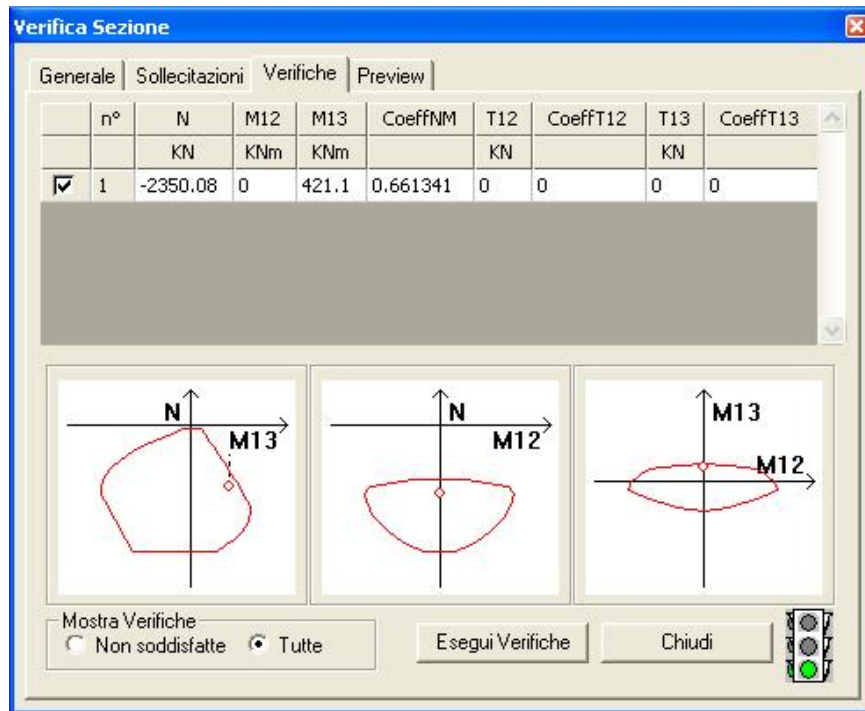 Verifica Sezione
Generale Sollecitazioni Verifiche Preview
n° N M12 M13 CoeffNM T12 CoeffT12 T13 CoeffT13
KN KNm KNm KN KN
1 -2350.08 0 421.1 0.661341 0 0 0 0
N M13
N M12
M13 M12
Mostra Verifiche
Non soddisfatte Tutte Esegui Verifiche Chiudi